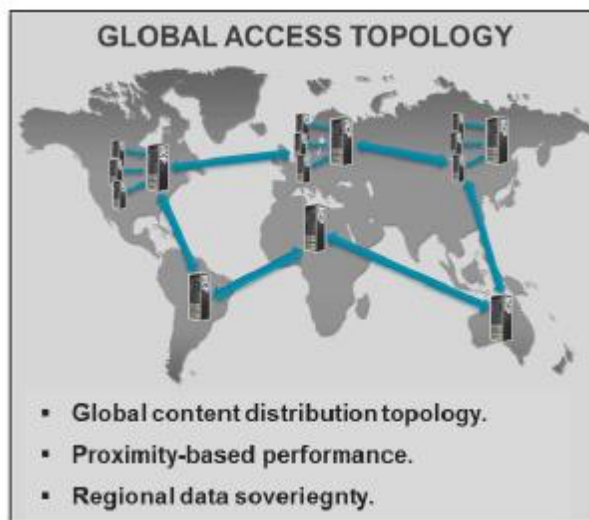 GLOBAL ACCESS TOPOLOGY
▪ Global content distribution topology.
▪ Proximity-based performance.
▪ Regional data soveriegnty.